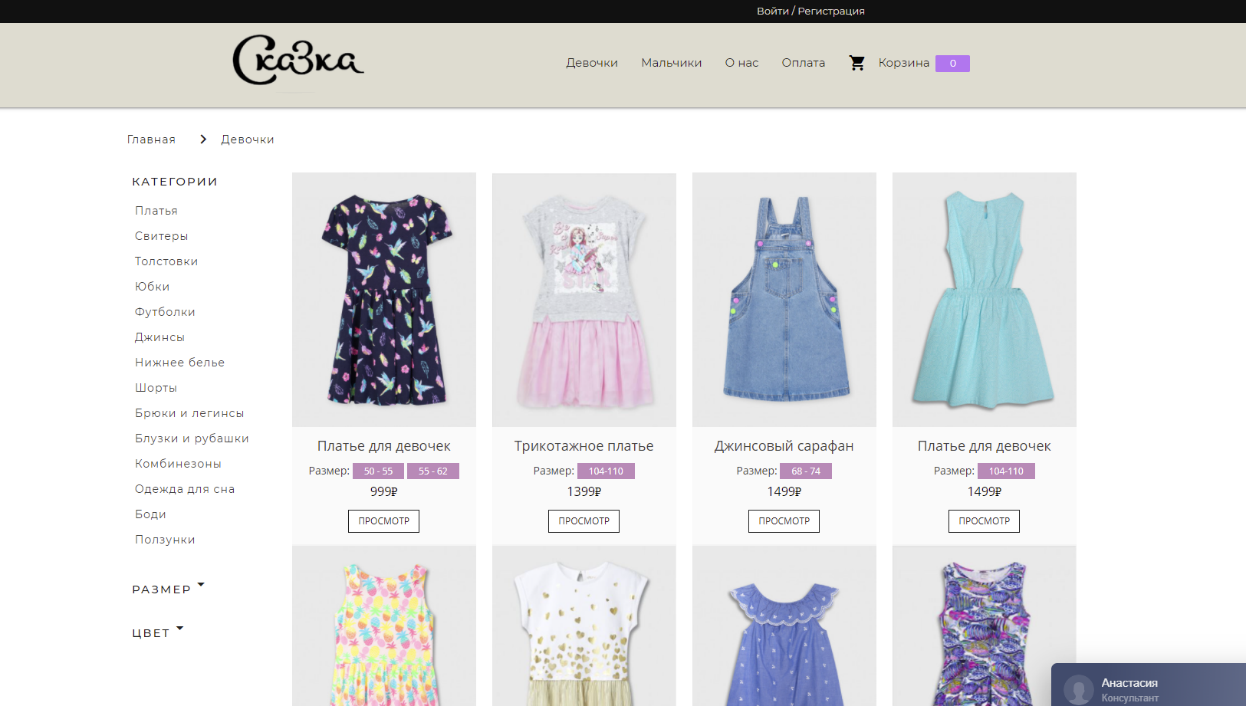 Войти / Регистрация
Сказка
Девочки Мальчики О нас Оплата Корзина 0
Главная Девочки
КАТЕГОРИИ
Платья
Свитеры
Толстовки
Юбки
Футболки
Джинсы
Нижнее белье
Шорты
Брюки и легинсы
Блузки и рубашки
Комбинезоны
Одежда для сна
Боди
Ползунки
РАЗМЕР
ЦВЕТ
Платье для девочек
Размер: 50 - 55 55 - 62
999₽
ПРОСМОТР
Трикотажное платье
Размер: 104-110
1399₽
ПРОСМОТР
Джинсовый сарафан
Размер: 68 - 74
1499₽
ПРОСМОТР
Платье для девочек
Размер: 104-110
1499₽
ПРОСМОТР
Анастасия
Консультант